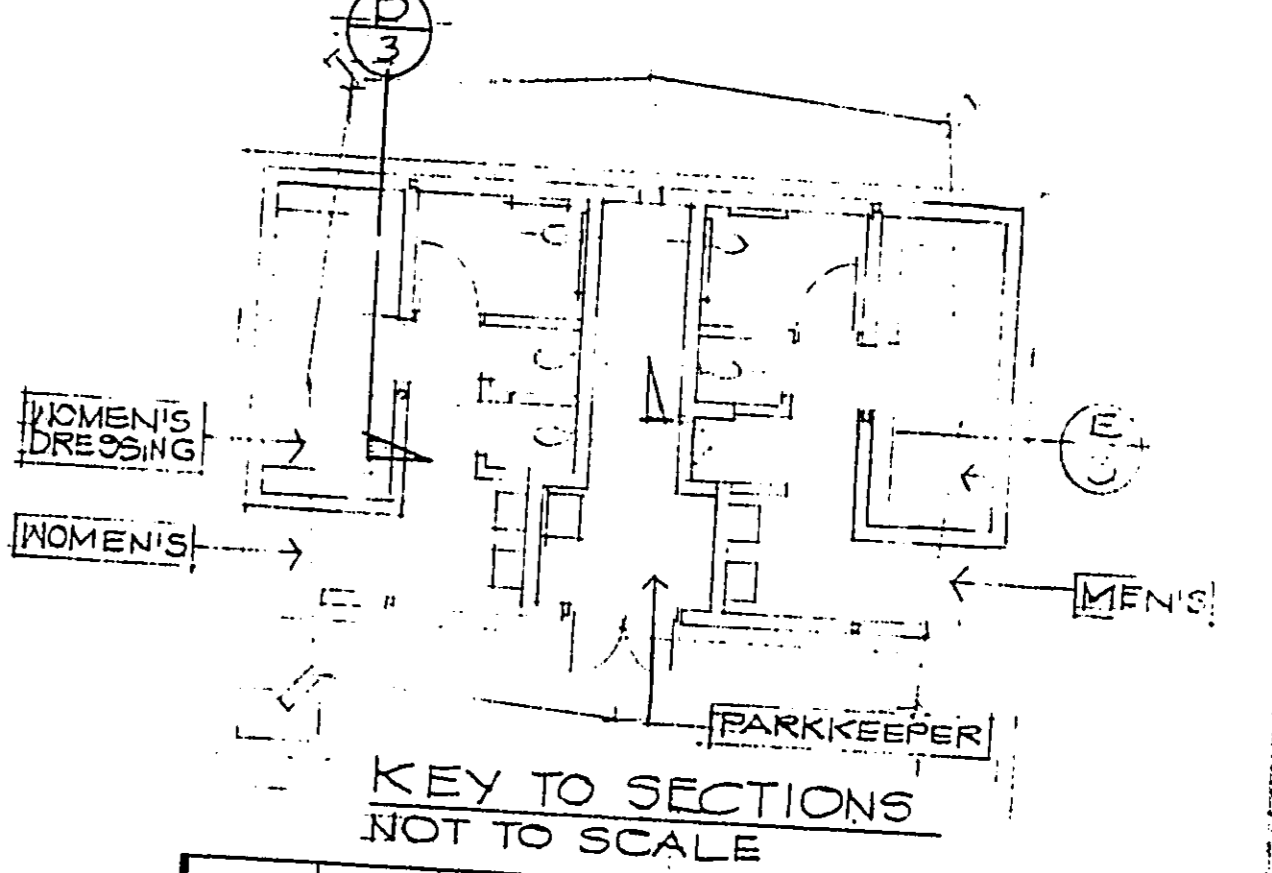 D
3
WOMEN'S
DRESSING
E
WOMEN'S
MEN'S
PARKKEEPER
KEY TO SECTIONS
NOT TO SCALE